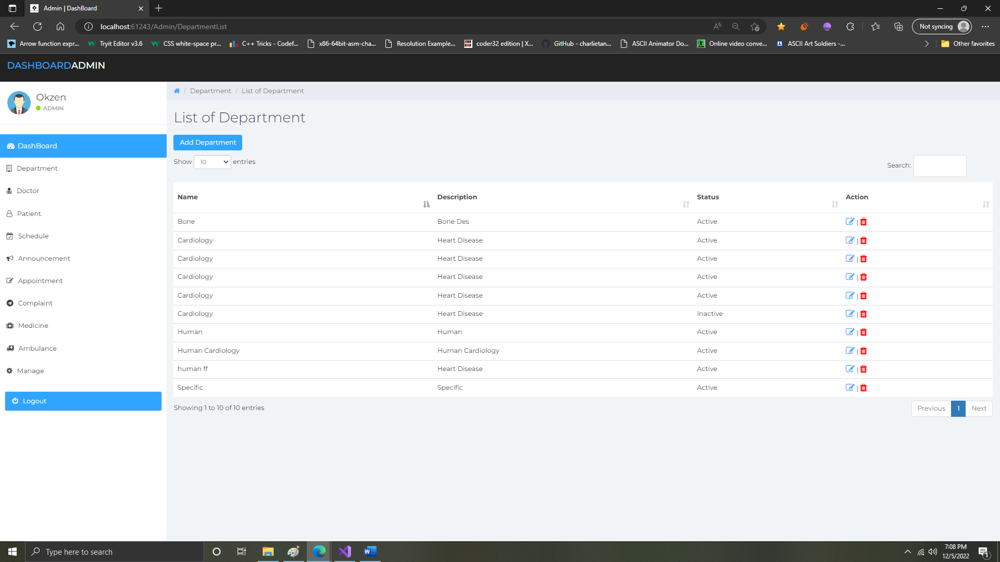 Admin | DashBoard
localhost:61243/Admin/DepartmentList
Not syncing
Arrow function expr...
Tryit Editor v3.6
CSS white-space pr...
C++ Tricks - Codef...
x86-64bit-asm-cha...
Resolution Example...
coder32 edition | X...
GitHub - charlietan...
ASCII Animator Do...
Online video conve...
ASCII Art Soldiers -...
Other favorites
DASHBOARDADMIN
Okzen
ADMIN
DashBoard
Department
Doctor
Patient
Schedule
Announcement
Appointment
Complaint
Medicine
Ambulance
Manage
Logout
/ Department / List of Department
List of Department
Add Department
Show 10 entries
Search:
Name Description Status Action
Bone Bone Des Active |
Cardiology Heart Disease Active |
Cardiology Heart Disease Active |
Cardiology Heart Disease Active |
Cardiology Heart Disease Active |
Cardiology Heart Disease Inactive |
Human Human Active |
Human Cardiology Human Cardiology Active |
human ff Heart Disease Active |
Specific Specific Active |
Showing 1 to 10 of 10 entries
Previous 1 Next
Type here to search
7:08 PM
12/5/2022
1